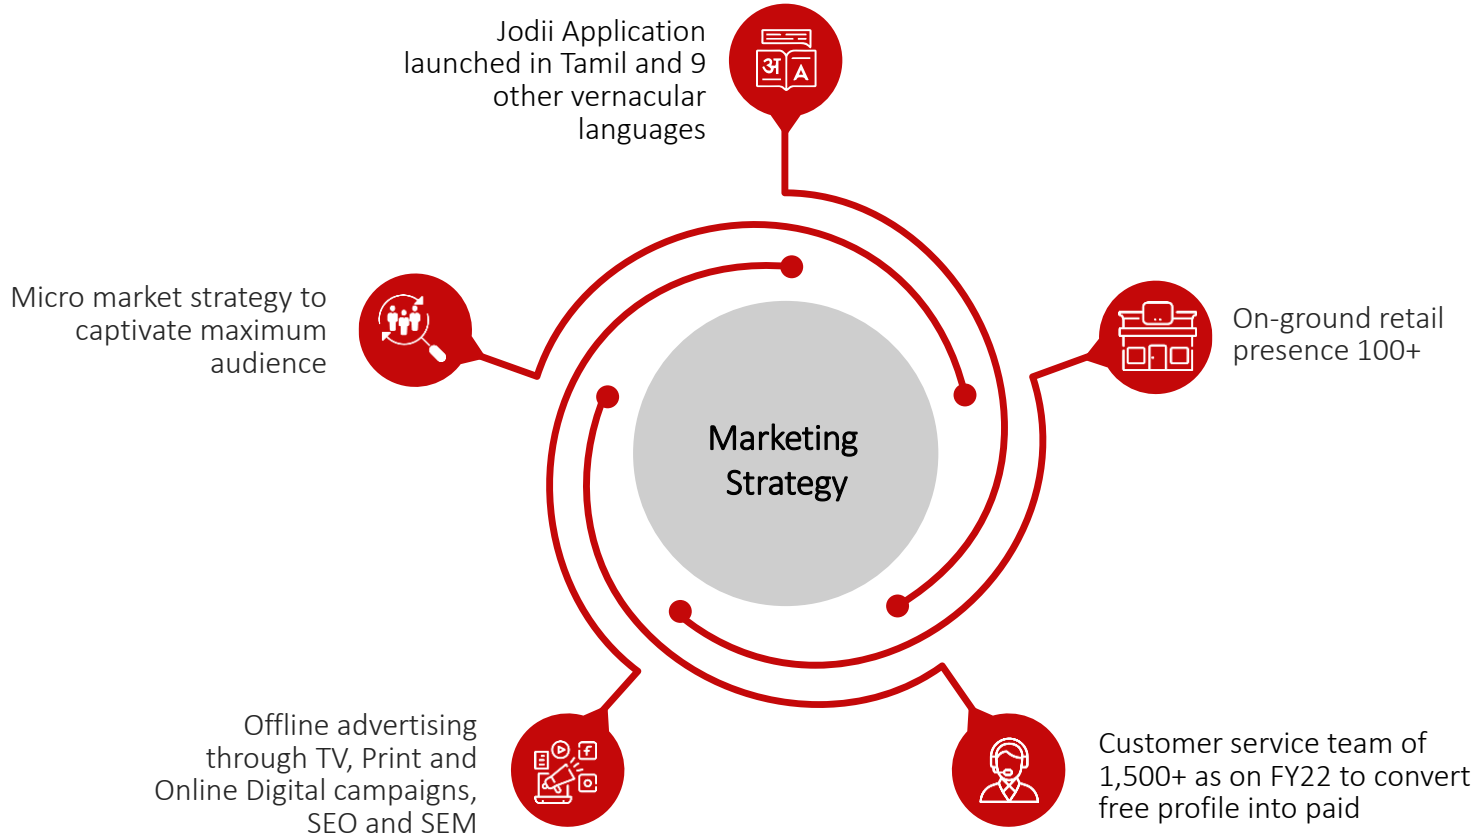 Jodii Application
launched in Tamil and 9
other vernacular
languages
अ A
Micro market strategy to
captivate maximum
audience
On-ground retail
presence 100+
Marketing
Strategy
Offline advertising
through TV, Print and
Online Digital campaigns,
SEO and SEM
f
Customer service team of
1,500+ as on FY22 to convert
free profile into paid